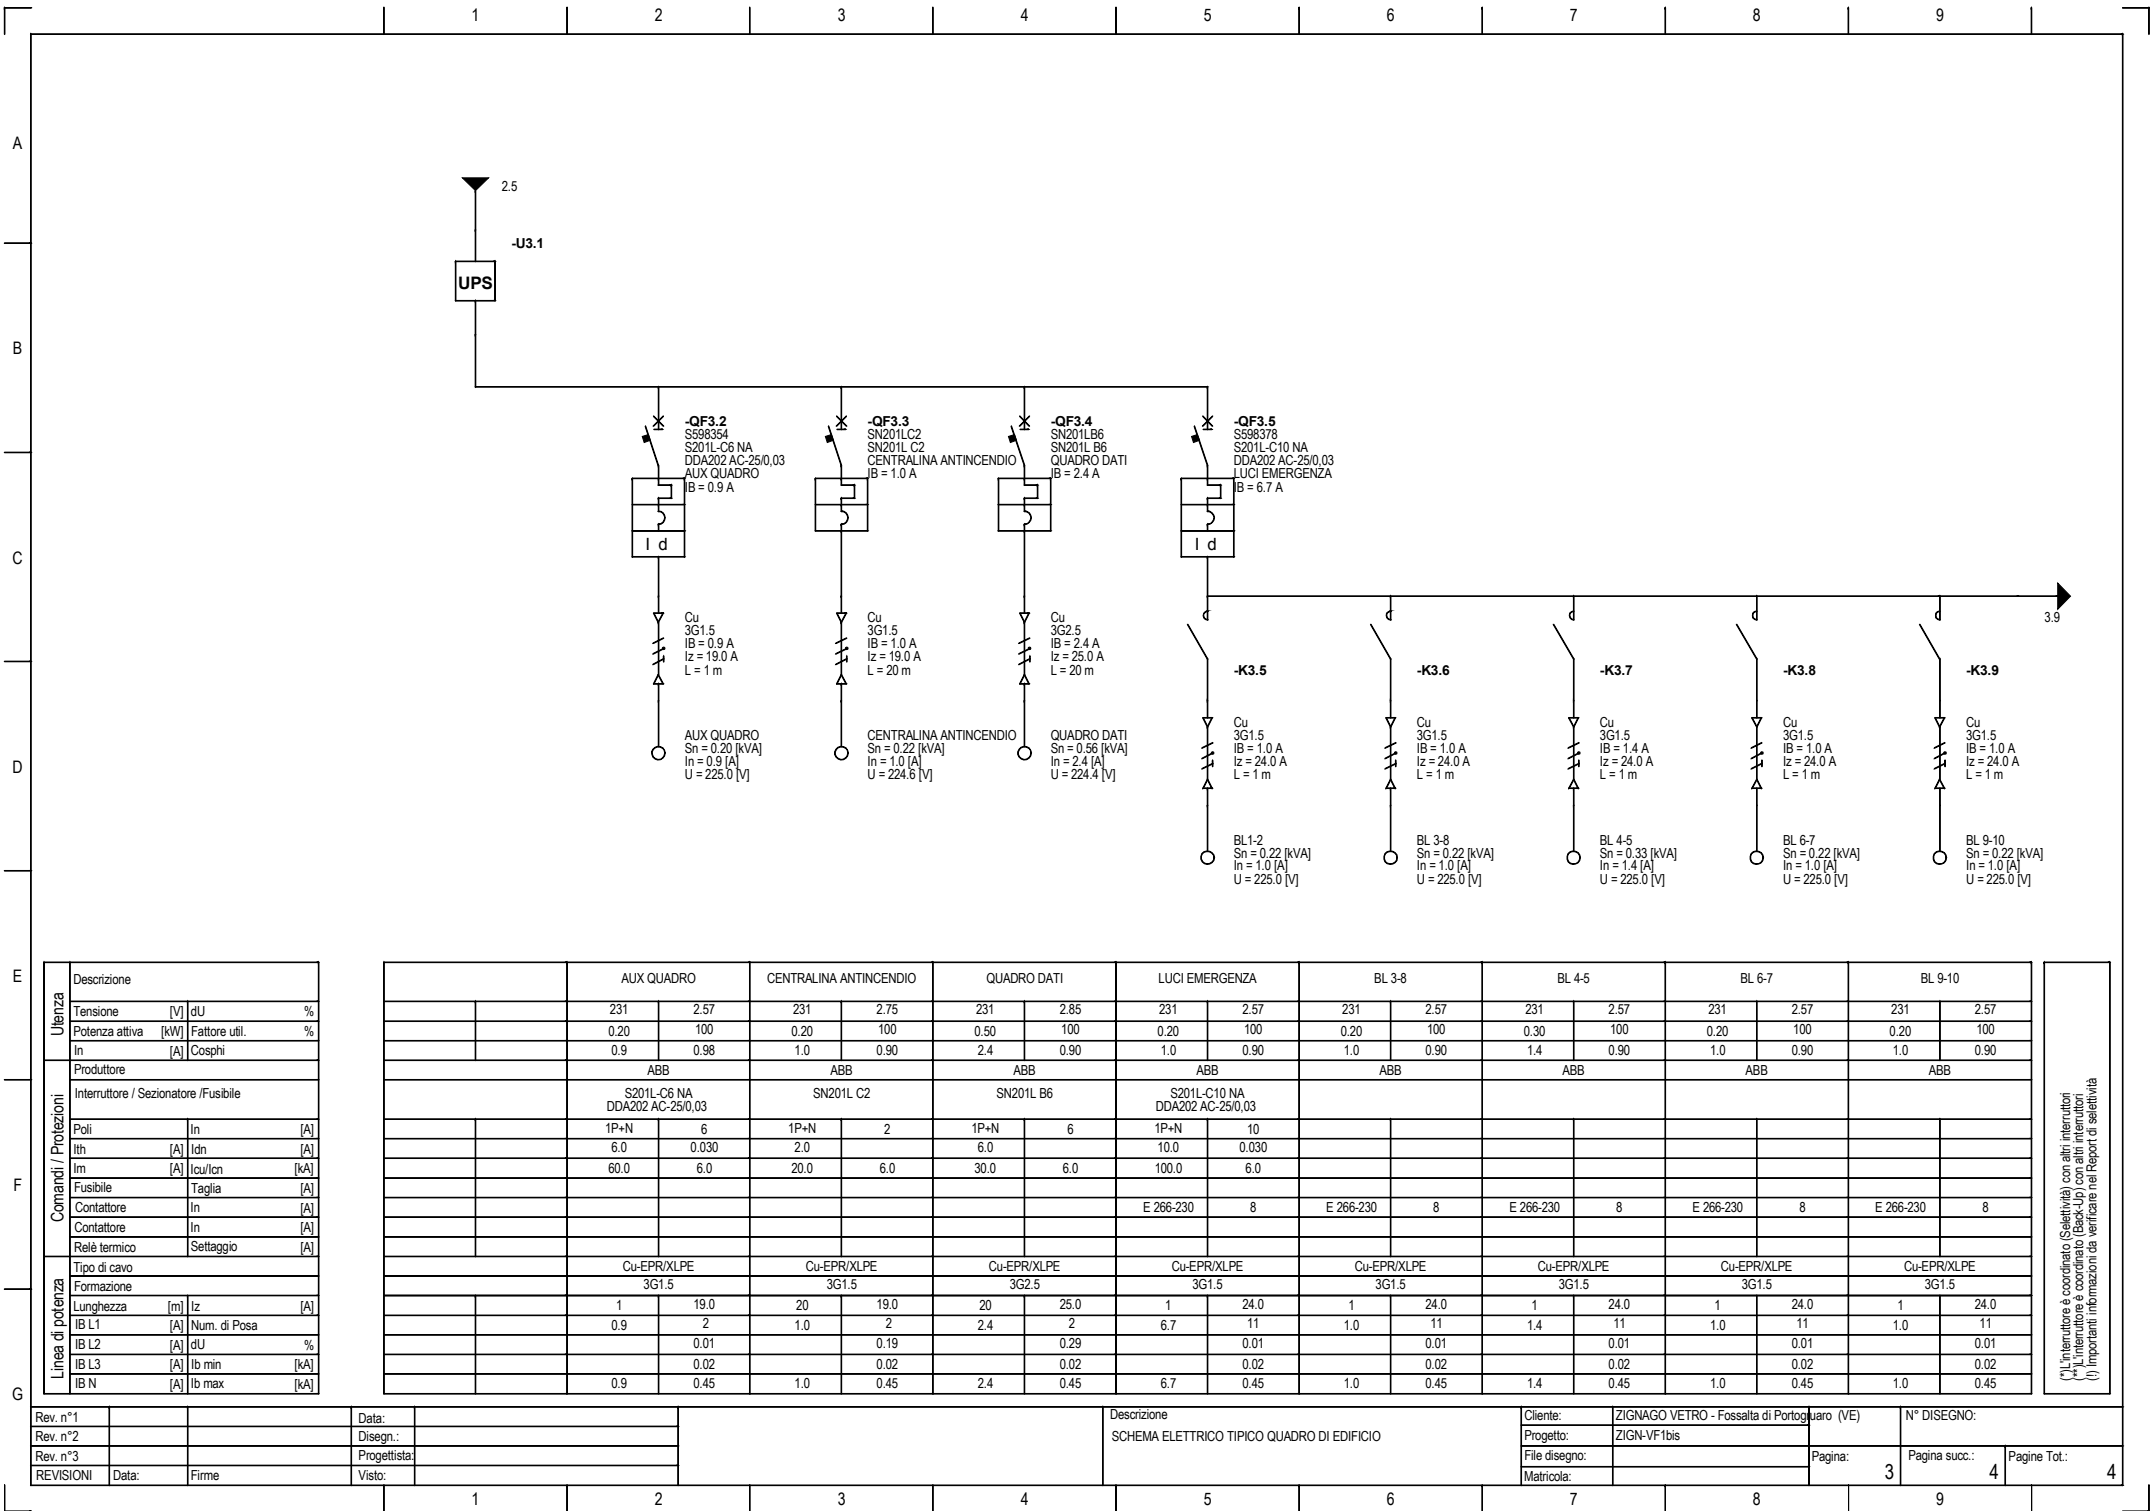 1 2 3 4 5 6 7 8 9
A
2.5
-U3.1
UPS
B
-QF3.2
S598354
S201L-C6 NA
DDA202 AC-25/0,03
AUX QUADRO
IB = 0.9 A
I d
-QF3.3
SN201LC2
SN201L C2
CENTRALINA ANTINCENDIO
IB = 1.0 A
-QF3.4
SN201LB6
SN201L B6
QUADRO DATI
IB = 2.4 A
-QF3.5
S598378
S201L-C10 NA
DDA202 AC-25/0,03
LUCI EMERGENZA
IB = 6.7 A
I d
C
3.9
Cu
3G1.5
IB = 0.9 A
Iz = 19.0 A
L = 1 m
Cu
3G1.5
IB = 1.0 A
Iz = 19.0 A
L = 20 m
Cu
3G2.5
IB = 2.4 A
Iz = 25.0 A
L = 20 m
-K3.5
-K3.6
-K3.7
-K3.8
-K3.9
AUX QUADRO
Sn = 0.20 [kVA]
In = 0.9 [A]
U = 225.0 [V]
CENTRALINA ANTINCENDIO
Sn = 0.22 [kVA]
In = 1.0 [A]
U = 224.6 [V]
QUADRO DATI
Sn = 0.56 [kVA]
In = 2.4 [A]
U = 224.4 [V]
D
Cu
3G1.5
IB = 1.0 A
Iz = 24.0 A
L = 1 m
Cu
3G1.5
IB = 1.0 A
Iz = 24.0 A
L = 1 m
Cu
3G1.5
IB = 1.4 A
Iz = 24.0 A
L = 1 m
Cu
3G1.5
IB = 1.0 A
Iz = 24.0 A
L = 1 m
Cu
3G1.5
IB = 1.0 A
Iz = 24.0 A
L = 1 m
BL1-2
Sn = 0.22 [kVA]
In = 1.0 [A]
U = 225.0 [V]
BL 3-8
Sn = 0.22 [kVA]
In = 1.0 [A]
U = 225.0 [V]
BL 4-5
Sn = 0.33 [kVA]
In = 1.4 [A]
U = 225.0 [V]
BL 6-7
Sn = 0.22 [kVA]
In = 1.0 [A]
U = 225.0 [V]
BL 9-10
Sn = 0.22 [kVA]
In = 1.0 [A]
U = 225.0 [V]
E
F
G
Utenza
Comandi / Protezioni
Linea di potenza
Descrizione AUX QUADRO CENTRALINA ANTINCENDIO QUADRO DATI LUCI EMERGENZA BL 3-8 BL 4-5 BL 6-7 BL 9-10
Tensione [V] dU % 231 2.57 231 2.75 231 2.85 231 2.57 231 2.57 231 2.57 231 2.57 231 2.57
Potenza attiva [kW] Fattore util. % 0.20 100 0.20 100 0.50 100 0.20 100 0.20 100 0.30 100 0.20 100 0.20 100
In [A] Cosphi 0.9 0.98 1.0 0.90 2.4 0.90 1.0 0.90 1.0 0.90 1.4 0.90 1.0 0.90 1.0 0.90
Produttore ABB ABB ABB ABB ABB ABB ABB ABB
Interruttore / Sezionatore /Fusibile S201L-C6 NA SN201L C2 SN201L B6 S201L-C10 NA
DDA202 AC-25/0,03 DDA202 AC-25/0,03
Poli In [A] 1P+N 6 1P+N 2 1P+N 6 1P+N 10
Ith [A] Idn [A] 6.0 0.030 2.0 6.0 10.0 0.030
Im [A] Icu/Icn [kA] 60.0 6.0 20.0 6.0 30.0 6.0 100.0 6.0
Fusibile Taglia [A]
Contattore In [A] E 266-230 8 E 266-230 8 E 266-230 8 E 266-230 8 E 266-230 8
Contattore In [A]
Relè termico Settaggio [A]
Tipo di cavo Cu-EPR/XLPE Cu-EPR/XLPE Cu-EPR/XLPE Cu-EPR/XLPE Cu-EPR/XLPE Cu-EPR/XLPE Cu-EPR/XLPE Cu-EPR/XLPE
Formazione 3G1.5 3G1.5 3G2.5 3G1.5 3G1.5 3G1.5 3G1.5 3G1.5
Lunghezza [m] Iz [A] 1 19.0 20 19.0 20 25.0 1 24.0 1 24.0 1 24.0 1 24.0 1 24.0
IB L1 [A] Num. di Posa 0.9 2 1.0 2 2.4 2 6.7 11 1.0 11 1.4 11 1.0 11 1.0 11
IB L2 [A] dU % 0.01 0.19 0.29 0.01 0.01 0.01 0.01 0.01
IB L3 [A] Ib min [kA] 0.02 0.02 0.02 0.02 0.02 0.02 0.02 0.02
IB N [A] Ib max [kA] 0.9 0.45 1.0 0.45 2.4 0.45 6.7 0.45 1.0 0.45 1.4 0.45 1.0 0.45 1.0 0.45
(*)L'interruttore è coordinato (Selettività) con altri interruttori
(**)L'interruttore è coordinato (Back-Up) con altri interruttori
(!) Importanti informazioni da verificare nel Report di selettività
Rev. n°1 Data:
Rev. n°2 Disegn.:
Rev. n°3 Progettista:
REVISIONI Data: Firme Visto:
Descrizione
SCHEMA ELETTRICO TIPICO QUADRO DI EDIFICIO
Cliente: ZIGNAGO VETRO - Fossalta di Portogruaro (VE) N° DISEGNO:
Progetto: ZIGN-VF1bis
File disegno:
Matricola:
Pagina: 3 Pagina succ.: 4 Pagine Tot.: 4
1 2 3 4 5 6 7 8 9